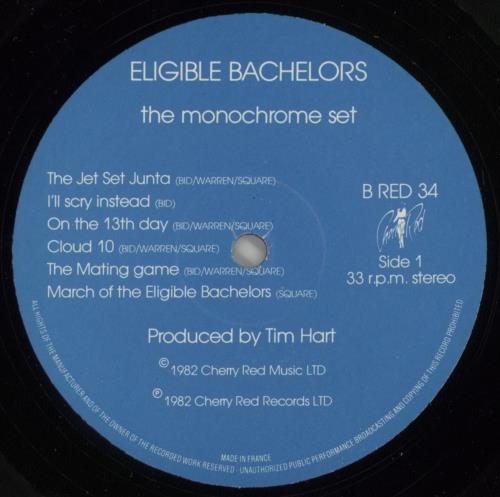 ELIGIBLE BACHELORS
the monochrome set
The Jet Set Junta (BID/WARREN/SQUARE)
I'll scry instead (BID)
On the 13th day (BID/WARREN/SQUARE)
Cloud 10 (BID/WARREN/SQUARE)
The Mating game (BID/WARREN/SQUARE)
March of the Eligible Bachelors (SQUARE)
B RED 34
Cherry Red
Side 1
33 r.p.m. stereo
Produced by Tim Hart
© 1982 Cherry Red Music LTD
℗ 1982 Cherry Red Records LTD
MADE IN FRANCE
ALL RIGHTS OF THE MANUFACTURER AND OF THE OWNER OF THE RECORDED WORK RESERVED - UNAUTHORIZED PUBLIC PERFORMANCE BROADCASTING AND COPYING OF THIS RECORD PROHIBITED